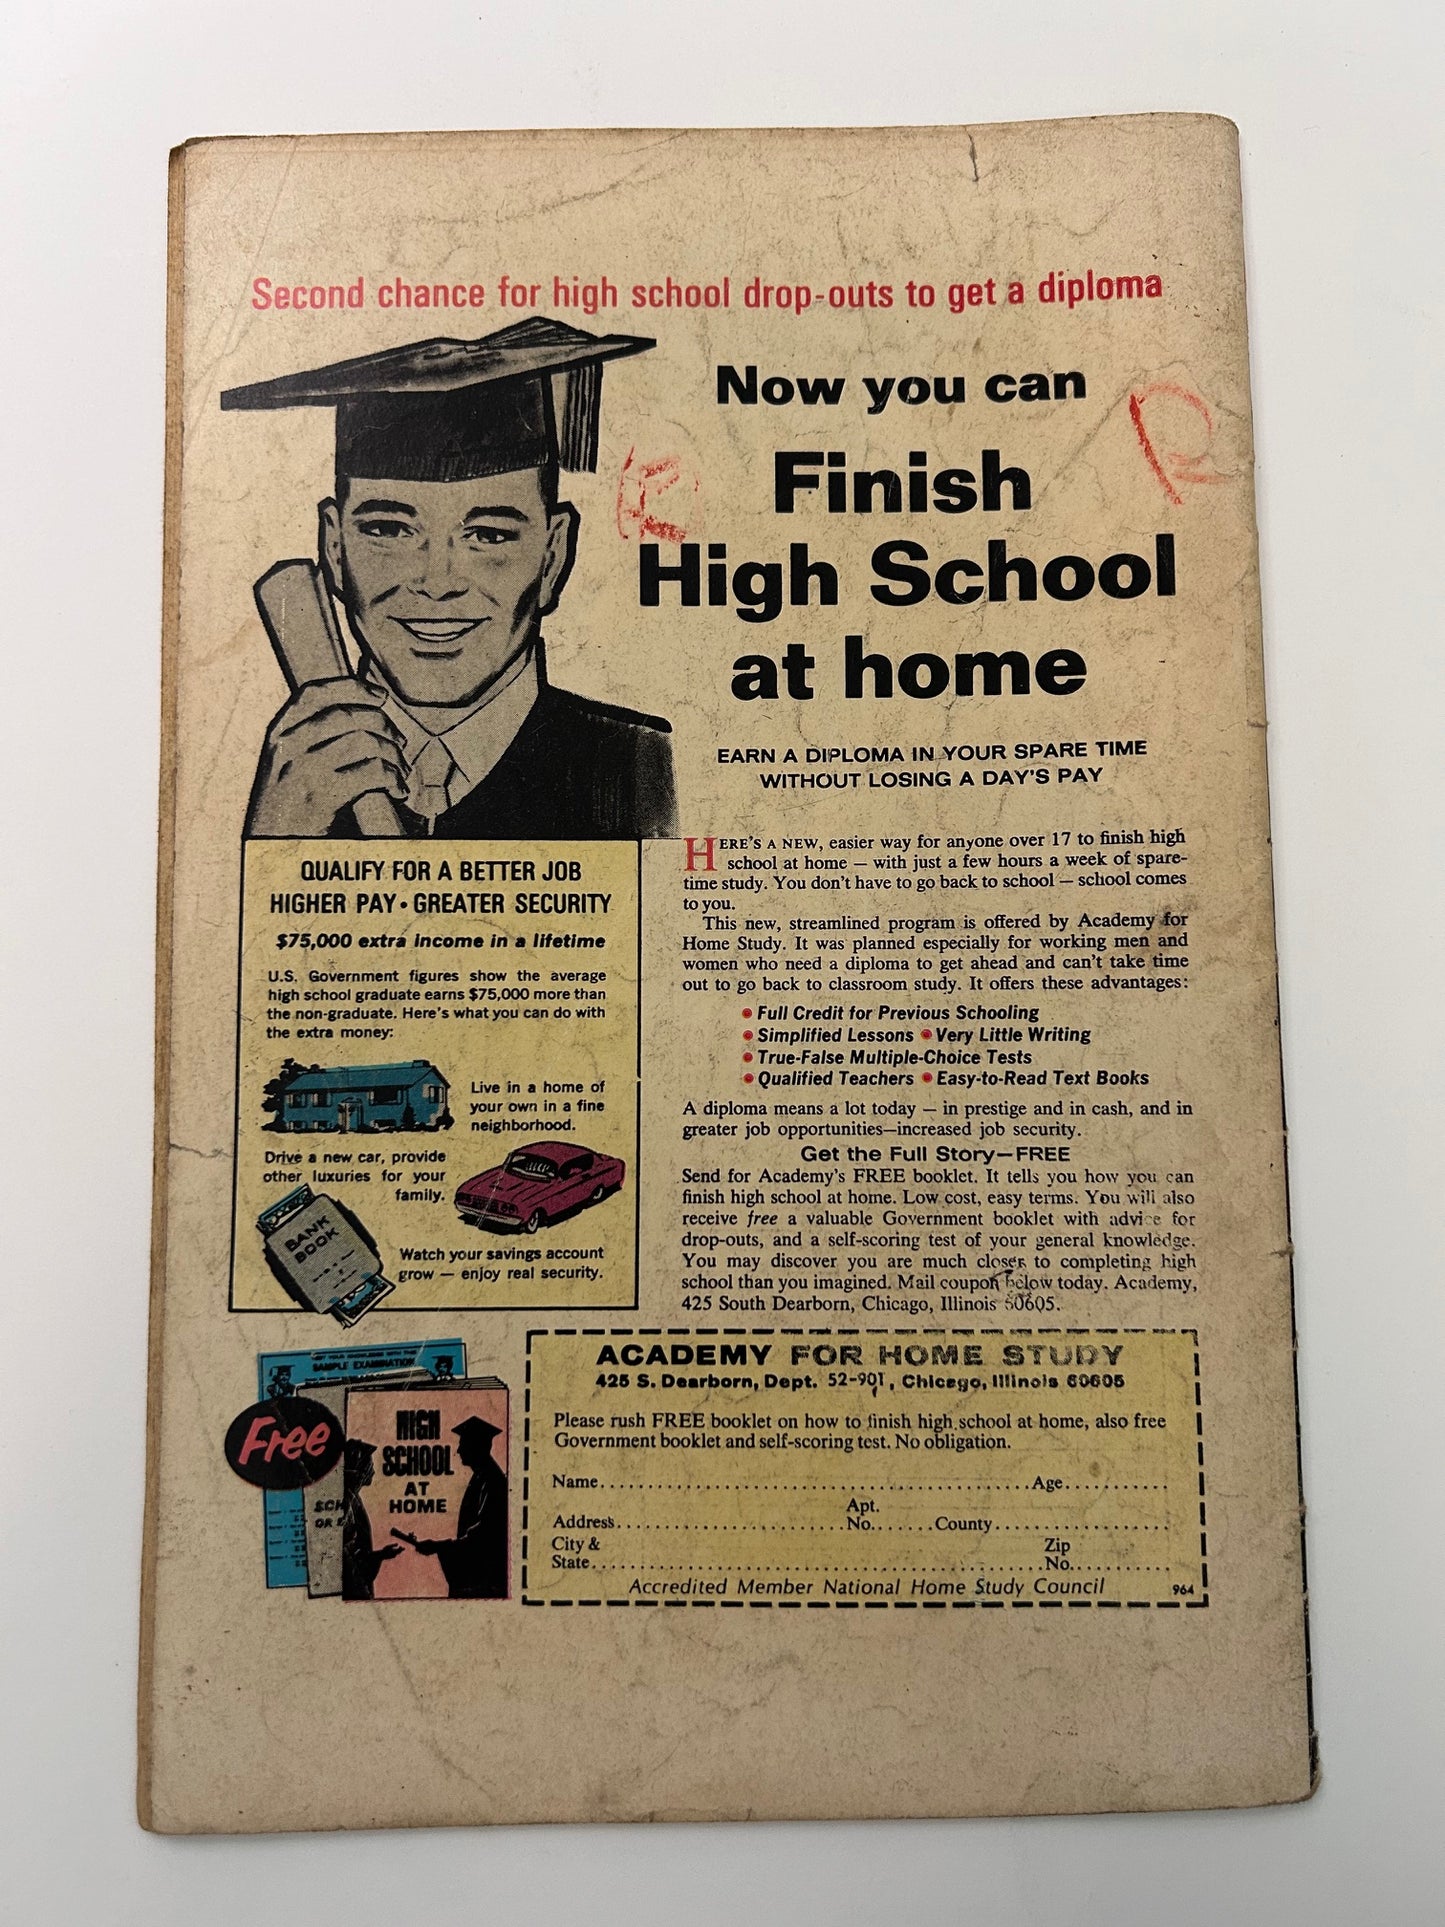 Second chance for high school drop-outs to get a diploma
Now you can
Finish
High School
at home
EARN A DIPLOMA IN YOUR SPARE TIME
WITHOUT LOSING A DAY'S PAY
QUALIFY FOR A BETTER JOB
HIGHER PAY • GREATER SECURITY
$75,000 extra income in a lifetime
U.S. Government figures show the average
high school graduate earns $75,000 more than
the non-graduate. Here's what you can do with
the extra money:
Live in a home of
your own in a fine
neighborhood.
Drive a new car, provide
other luxuries for your
family.
BANK
BOOK
Watch your savings account
grow — enjoy real security.
HERE'S A NEW, easier way for anyone over 17 to finish high
school at home — with just a few hours a week of spare-
time study. You don't have to go back to school — school comes
to you.
This new, streamlined program is offered by Academy for
Home Study. It was planned especially for working men and
women who need a diploma to get ahead and can't take time
out to go back to classroom study. It offers these advantages:
• Full Credit for Previous Schooling
• Simplified Lessons • Very Little Writing
• True-False Multiple-Choice Tests
• Qualified Teachers • Easy-to-Read Text Books
A diploma means a lot today — in prestige and in cash, and in
greater job opportunities—increased job security.
Get the Full Story—FREE
Send for Academy's FREE booklet. It tells you how you can
finish high school at home. Low cost, easy terms. You will also
receive free a valuable Government booklet with advice for
drop-outs, and a self-scoring test of your general knowledge.
You may discover you are much closer to completing high
school than you imagined. Mail coupon below today. Academy,
425 South Dearborn, Chicago, Illinois 60605.
SAMPLE EXAMINATION
Free
HIGH
SCHOOL
AT
HOME
SCH
OR
ACADEMY FOR HOME STUDY
425 S. Dearborn, Dept. 52-901, Chicago, Illinois 60605
Please rush FREE booklet on how to finish high school at home, also free
Government booklet and self-scoring test. No obligation.
Name..........Age..........
Apt.
Address..........No.......County..........
City & Zip
State..........No..........
Accredited Member National Home Study Council 964